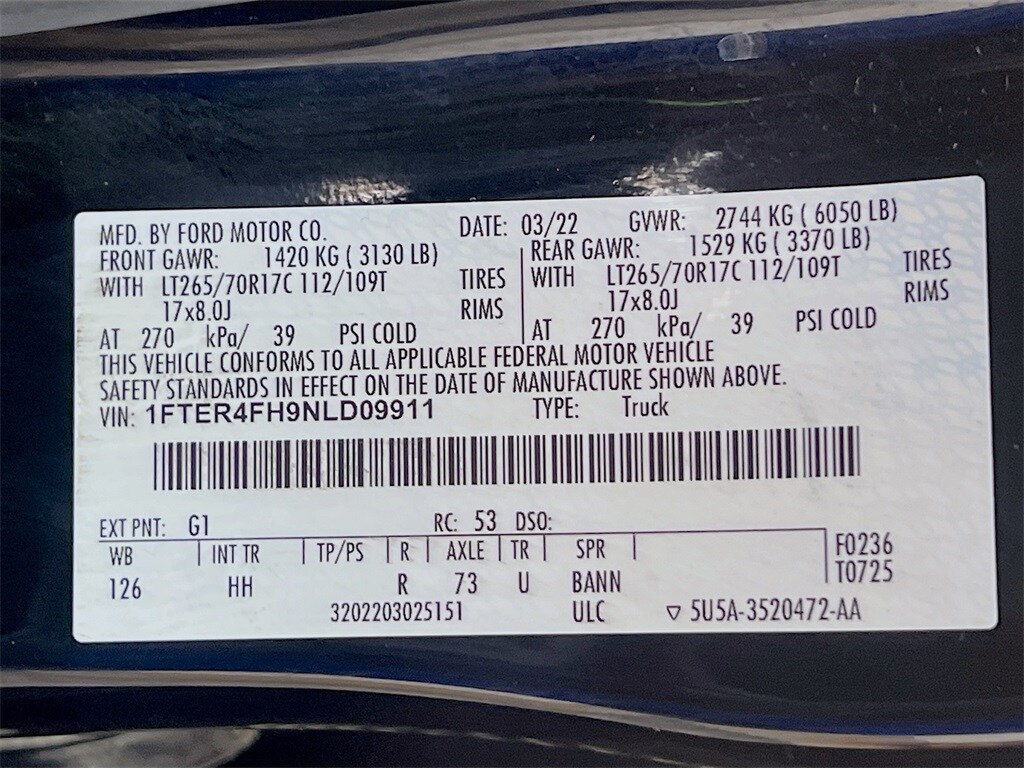 MFD. BY FORD MOTOR CO. DATE: 03/22 GVWR: 2744 KG ( 6050 LB)
FRONT GAWR: 1420 KG ( 3130 LB) REAR GAWR: 1529 KG ( 3370 LB)
WITH LT265/70R17C 112/109T TIRES WITH LT265/70R17C 112/109T TIRES
17x8.0J RIMS 17x8.0J RIMS
AT 270 kPa/ 39 PSI COLD AT 270 kPa/ 39 PSI COLD
THIS VEHICLE CONFORMS TO ALL APPLICABLE FEDERAL MOTOR VEHICLE
SAFETY STANDARDS IN EFFECT ON THE DATE OF MANUFACTURE SHOWN ABOVE.
VIN: 1FTER4FH9NLD09911 TYPE: Truck
EXT PNT: G1 RC: 53 DSO:
WB INT TR TP/PS R AXLE TR SPR F0236
126 HH R 73 U BANN T0725
3202203025151 ULC ▽ 5U5A-3520472-AA